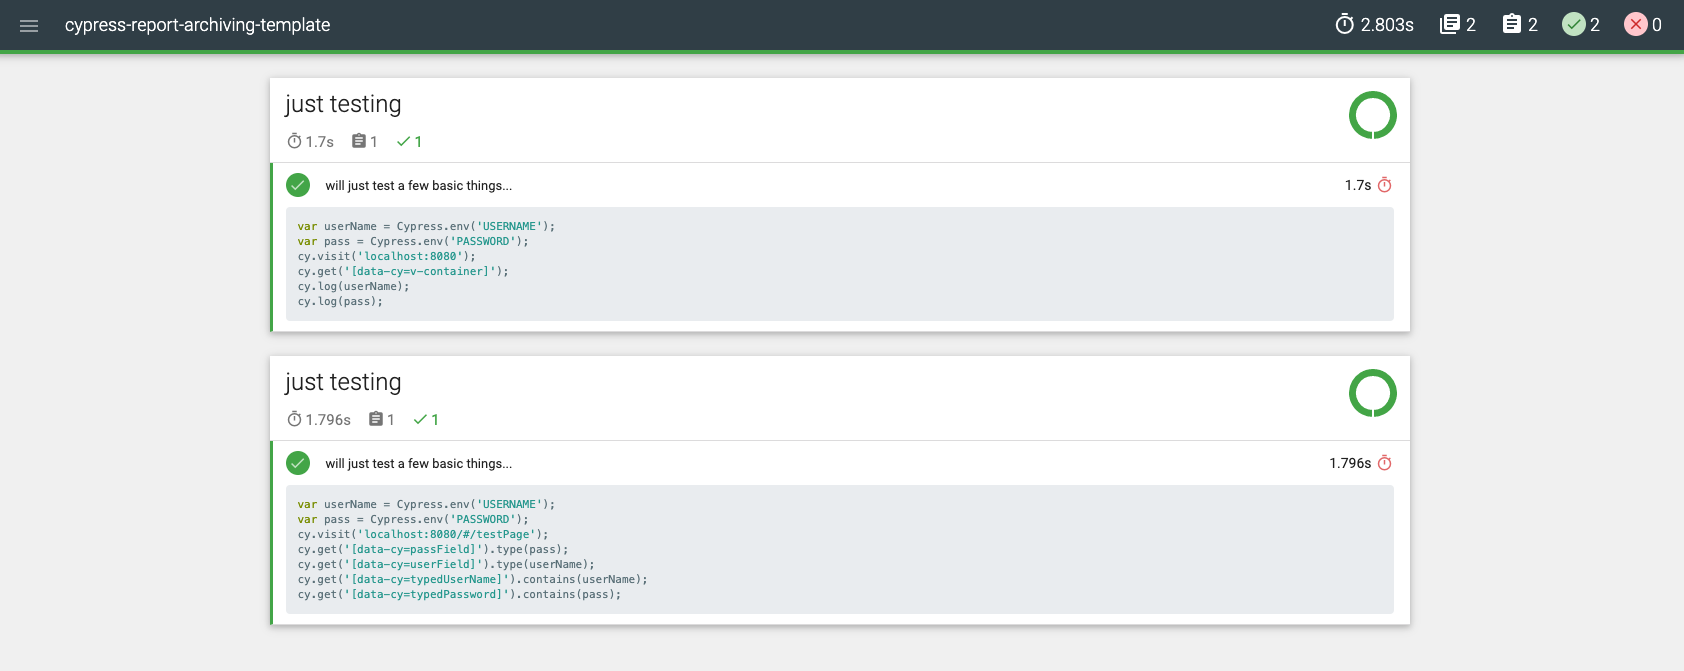 cypress-report-archiving-template
2.803s 2 2 2 0
just testing
1.7s 1 1
will just test a few basic things... 1.7s
var userName = Cypress.env('USERNAME');
var pass = Cypress.env('PASSWORD');
cy.visit('localhost:8080');
cy.get('[data-cy=v-container]');
cy.log(userName);
cy.log(pass);
just testing
1.796s 1 1
will just test a few basic things... 1.796s
var userName = Cypress.env('USERNAME');
var pass = Cypress.env('PASSWORD');
cy.visit('localhost:8080/#/testPage');
cy.get('[data-cy=passField]').type(pass);
cy.get('[data-cy=userField]').type(userName);
cy.get('[data-cy=typedUserName]').contains(userName);
cy.get('[data-cy=typedPassword]').contains(pass);